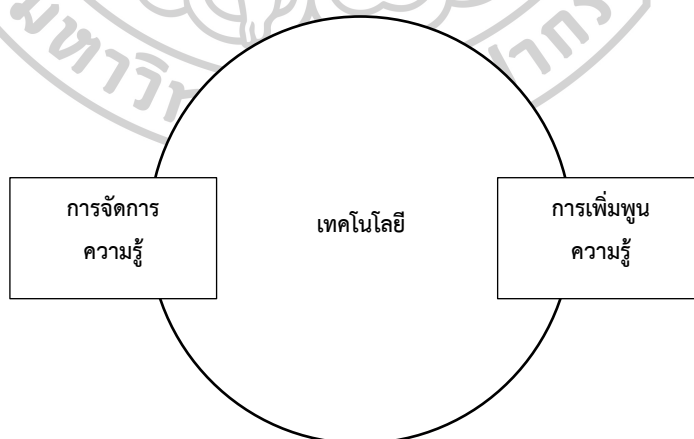 การจัดการ
ความรู้
เทคโนโลยี
การเพิ่มพูน
ความรู้